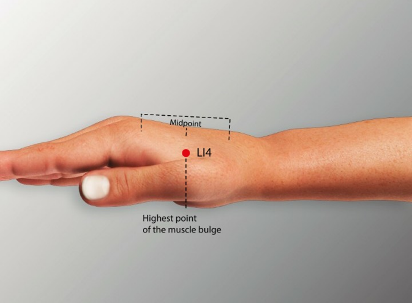 Midpoint
LI4
Highest point
of the muscle bulge